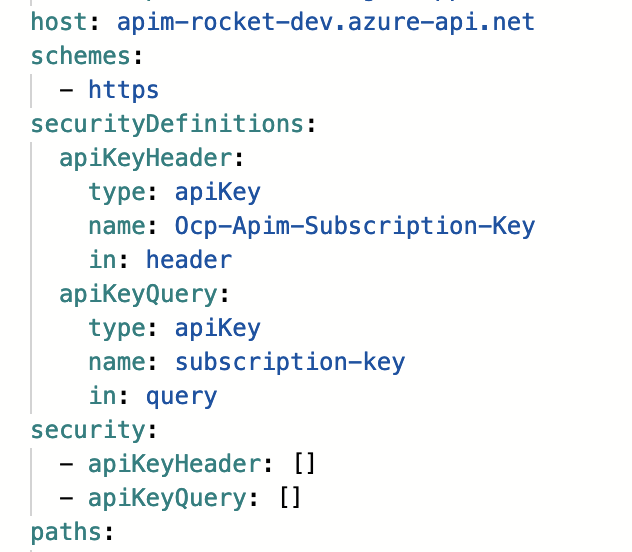 host: apim-rocket-dev.azure-api.net
schemes:
  - https
securityDefinitions:
  apiKeyHeader:
    type: apiKey
    name: Ocp-Apim-Subscription-Key
    in: header
  apiKeyQuery:
    type: apiKey
    name: subscription-key
    in: query
security:
  - apiKeyHeader: []
  - apiKeyQuery: []
paths: